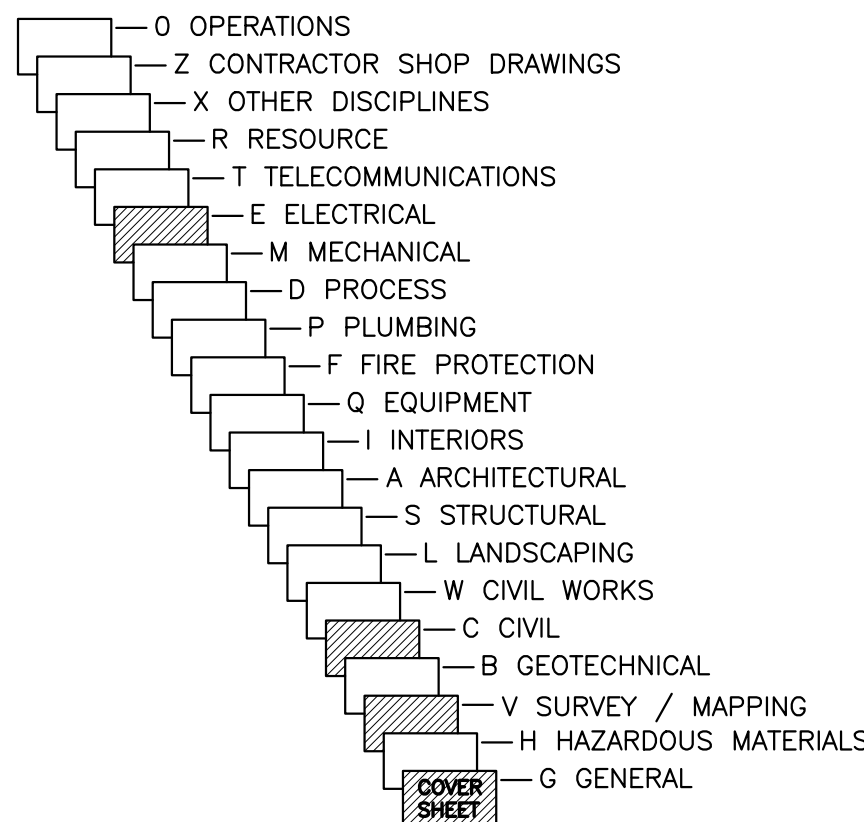 O OPERATIONS
Z CONTRACTOR SHOP DRAWINGS
X OTHER DISCIPLINES
R RESOURCE
T TELECOMMUNICATIONS
E ELECTRICAL
M MECHANICAL
D PROCESS
P PLUMBING
F FIRE PROTECTION
Q EQUIPMENT
I INTERIORS
A ARCHITECTURAL
S STRUCTURAL
L LANDSCAPING
W CIVIL WORKS
C CIVIL
B GEOTECHNICAL
V SURVEY / MAPPING
H HAZARDOUS MATERIALS
G GENERAL
COVER
SHEET